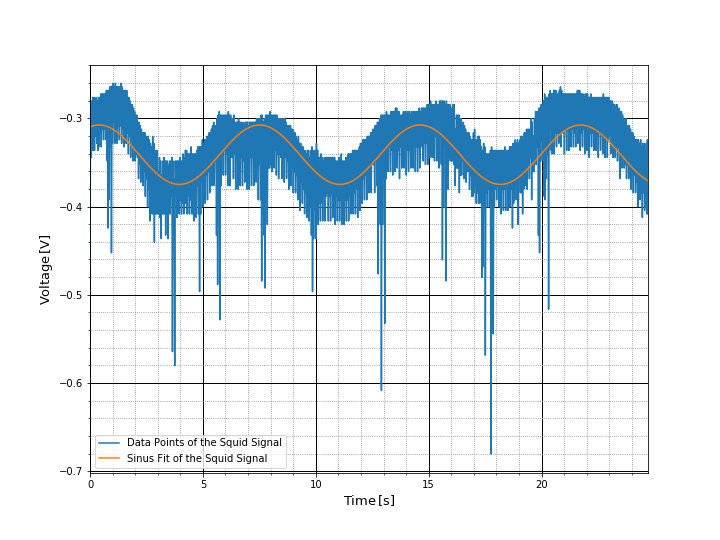 −0.3
−0.4
−0.5
−0.6
−0.7
Voltage [V]
Data Points of the Squid Signal
Sinus Fit of the Squid Signal
0 5 10 15 20
Time [s]